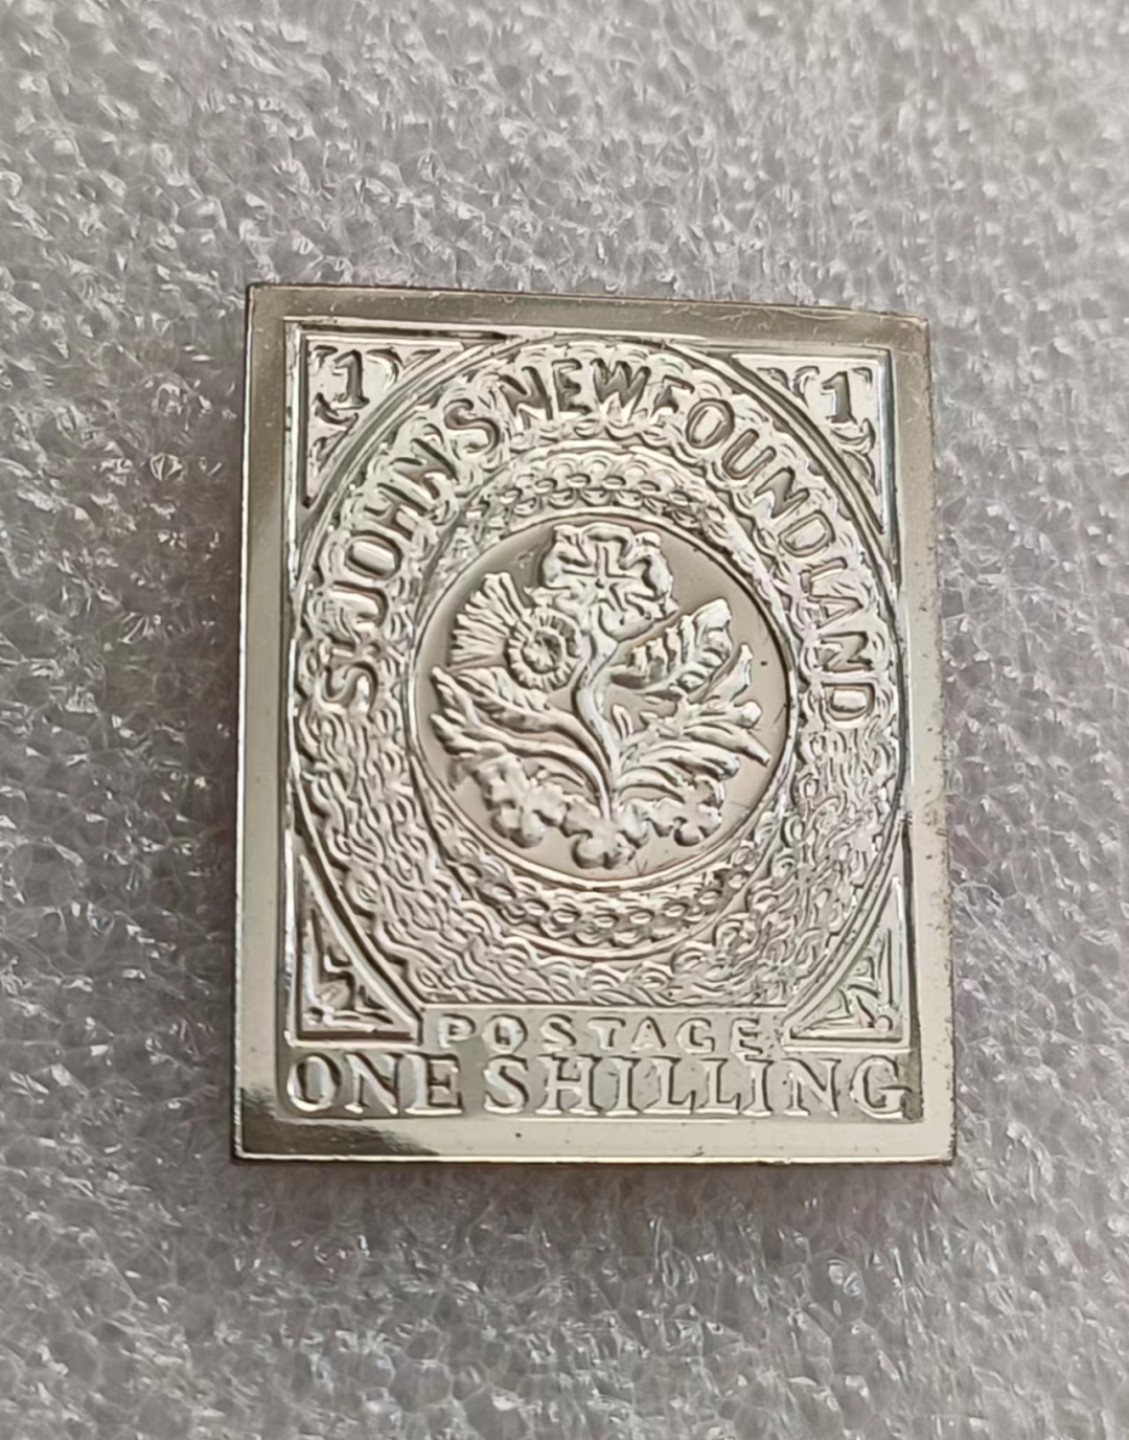 1 1
ST. JOHN'S NEWFOUNDLAND
POSTAGE
ONE SHILLING